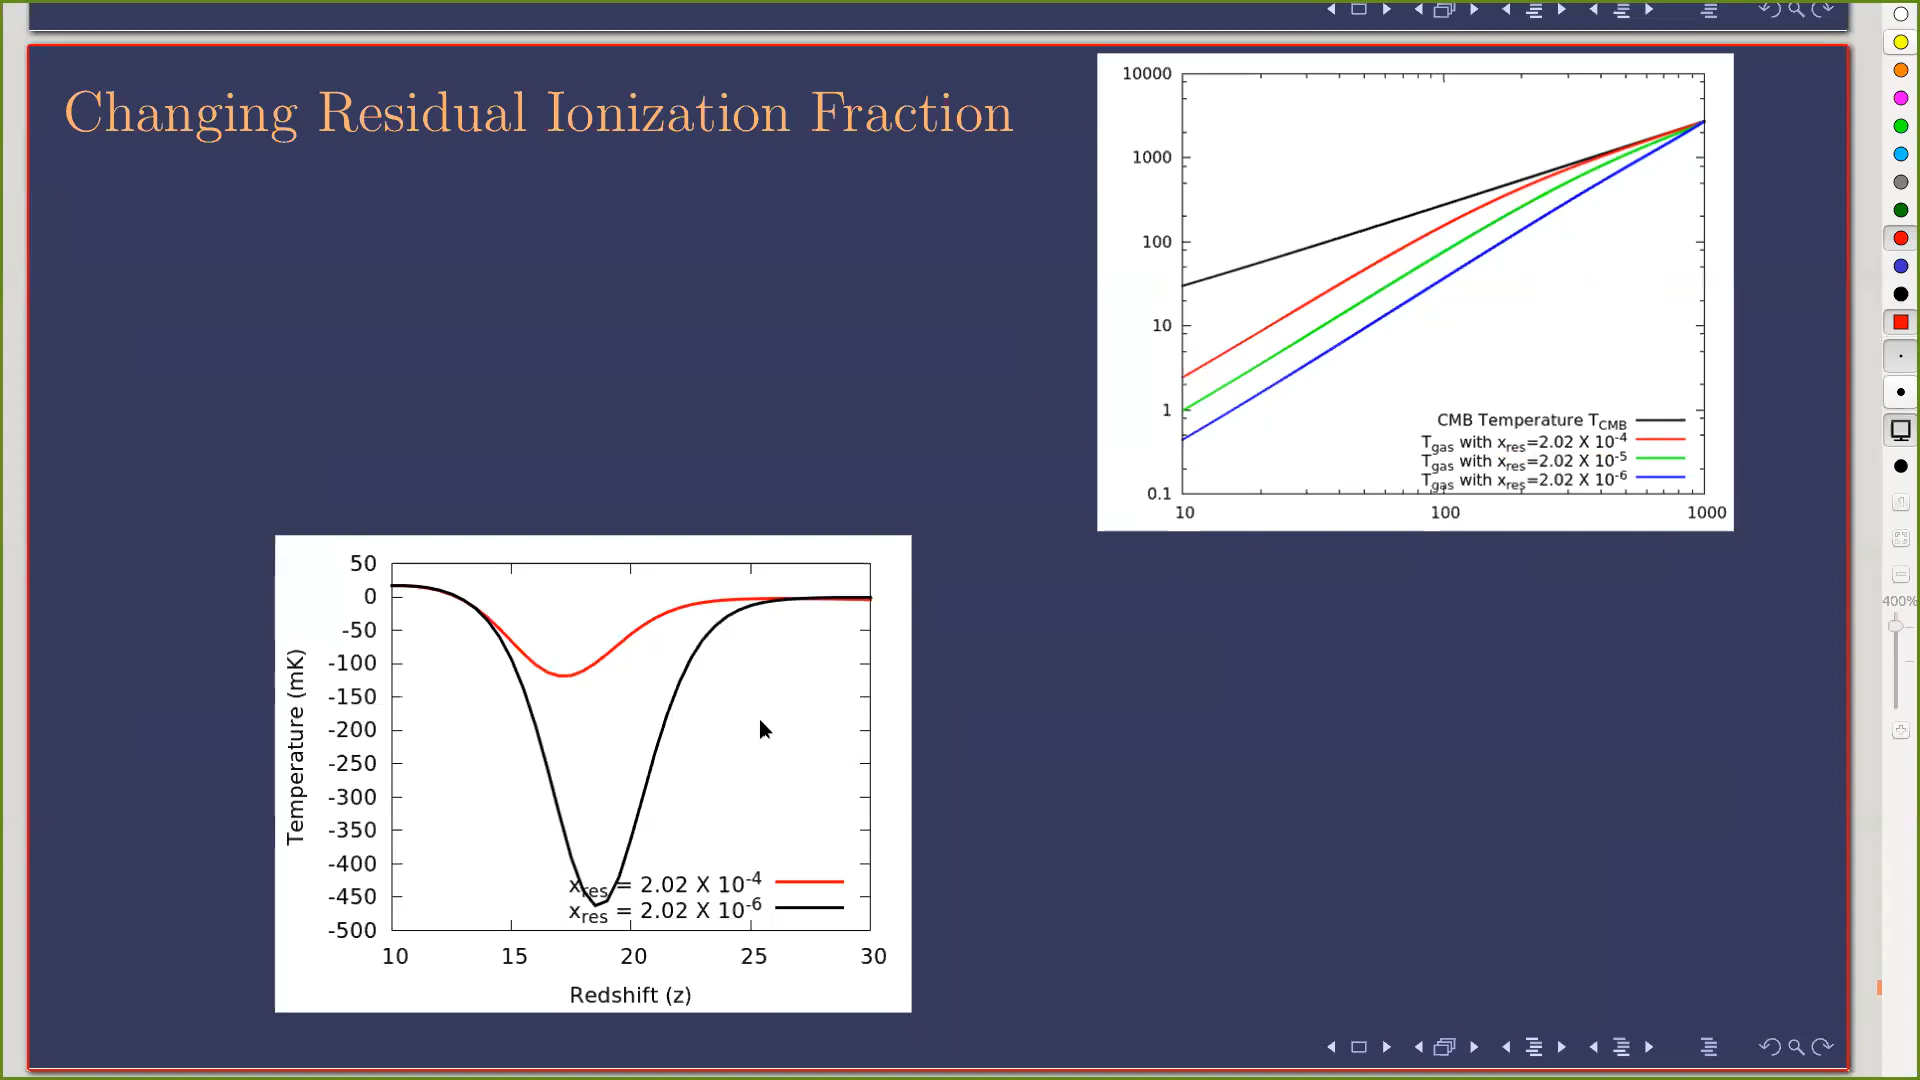 Changing Residual Ionization Fraction
10000
1000
100
10
1
0.1
CMB Temperature T_CMB
T_gas with x_res=2.02 X 10^-4
T_gas with x_res=2.02 X 10^-5
T_gas with x_res=2.02 X 10^-6
10 100 1000
50
0
-50
-100
-150
-200
-250
-300
-350
-400
-450
-500
Temperature (mK)
x_res = 2.02 X 10^-4
x_res = 2.02 X 10^-6
10 15 20 25 30
Redshift (z)
400%